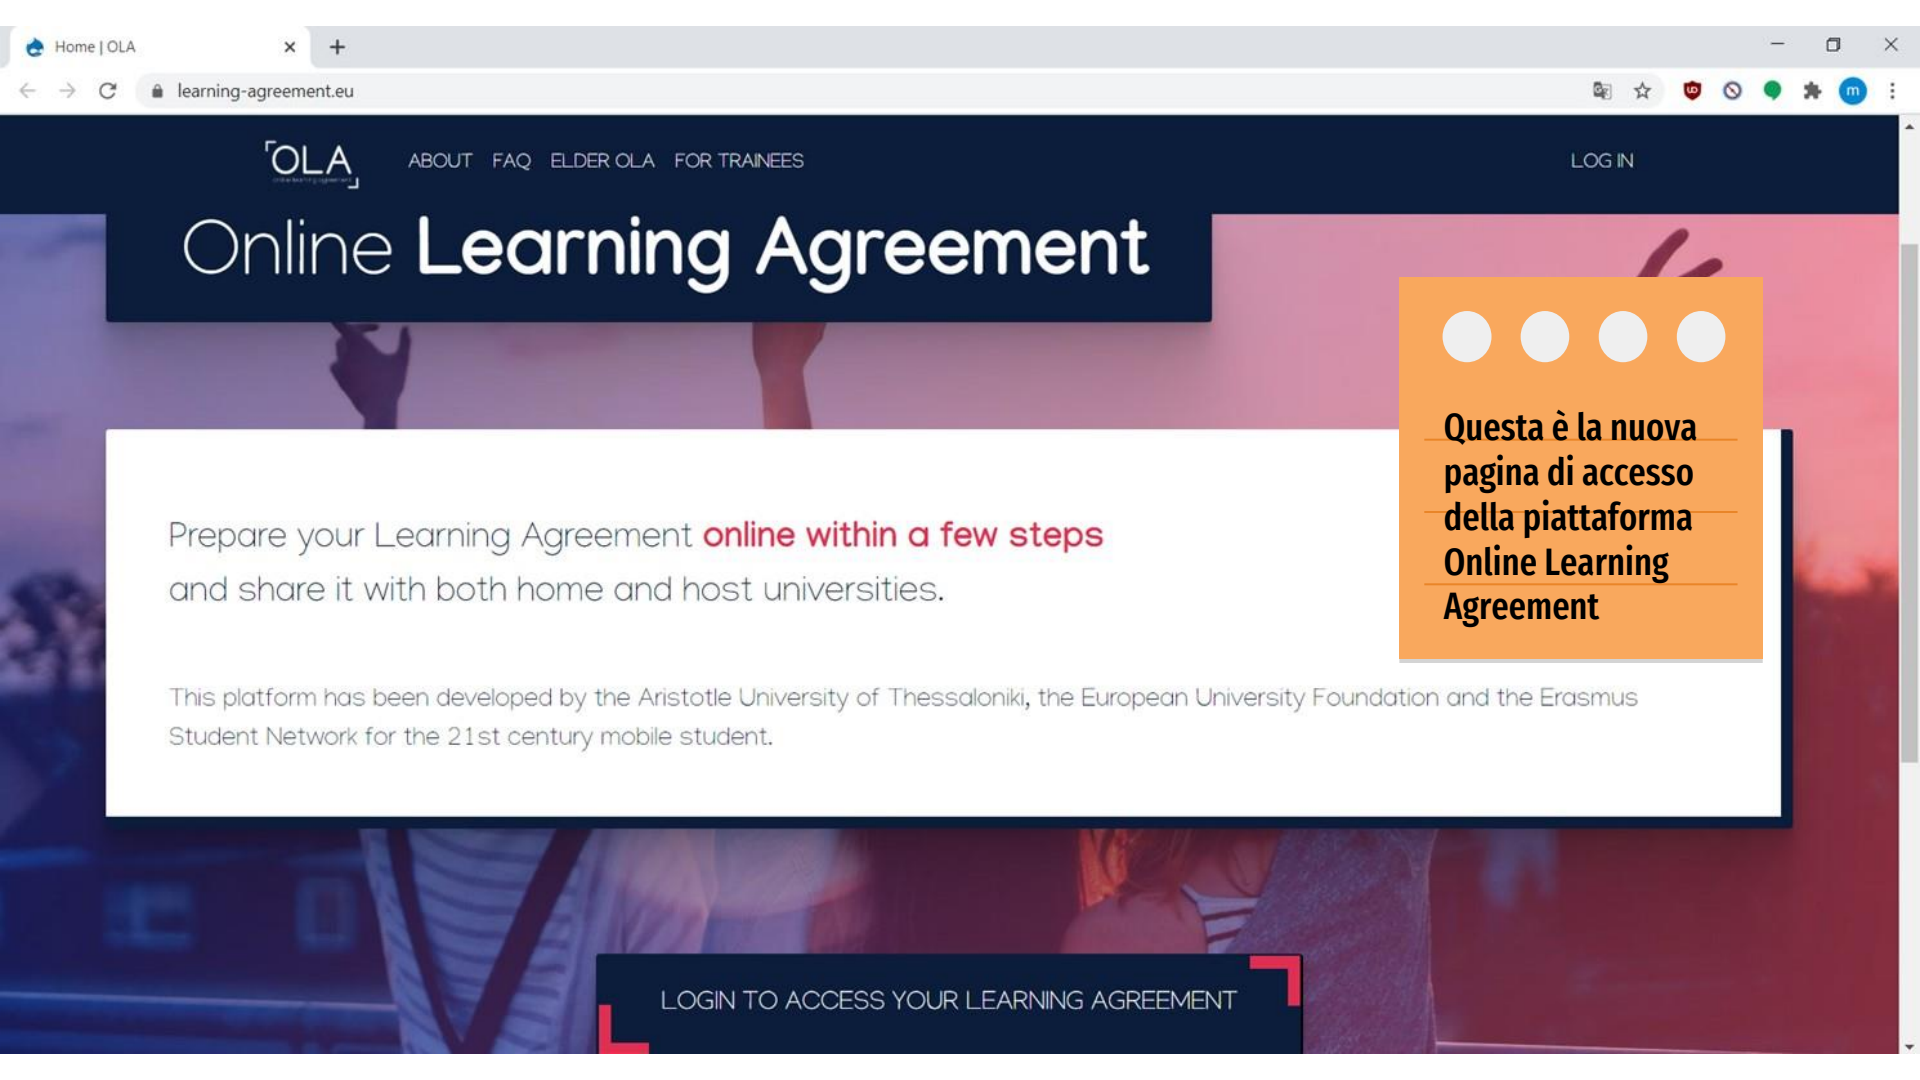 Home | OLA
learning-agreement.eu
m
OLA
ABOUT FAQ ELDER OLA FOR TRAINEES
LOG IN
Online Learning Agreement
Questa è la nuova
pagina di accesso
della piattaforma
Online Learning
Agreement
Prepare your Learning Agreement online within a few steps
and share it with both home and host universities.
This platform has been developed by the Aristotle University of Thessaloniki, the European University Foundation and the Erasmus
Student Network for the 21st century mobile student.
LOGIN TO ACCESS YOUR LEARNING AGREEMENT